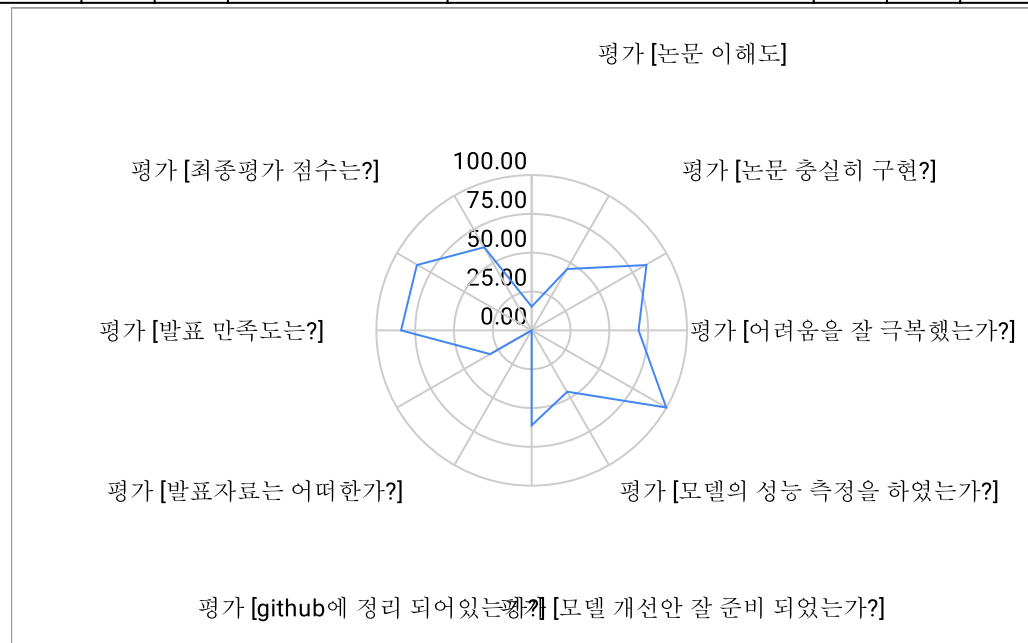 평가 [논문 이해도]
평가 [최종평가 점수는?]
평가 [논문 충실히 구현?]
100.00
75.00
50.00
25.00
0.00
평가 [발표 만족도는?]
평가 [어려움을 잘 극복했는가?]
평가 [발표자료는 어떠한가?]
평가 [모델의 성능 측정을 하였는가?]
평가 [github에 정리 되어있는가?]
평가 [모델 개선안 잘 준비 되었는가?]